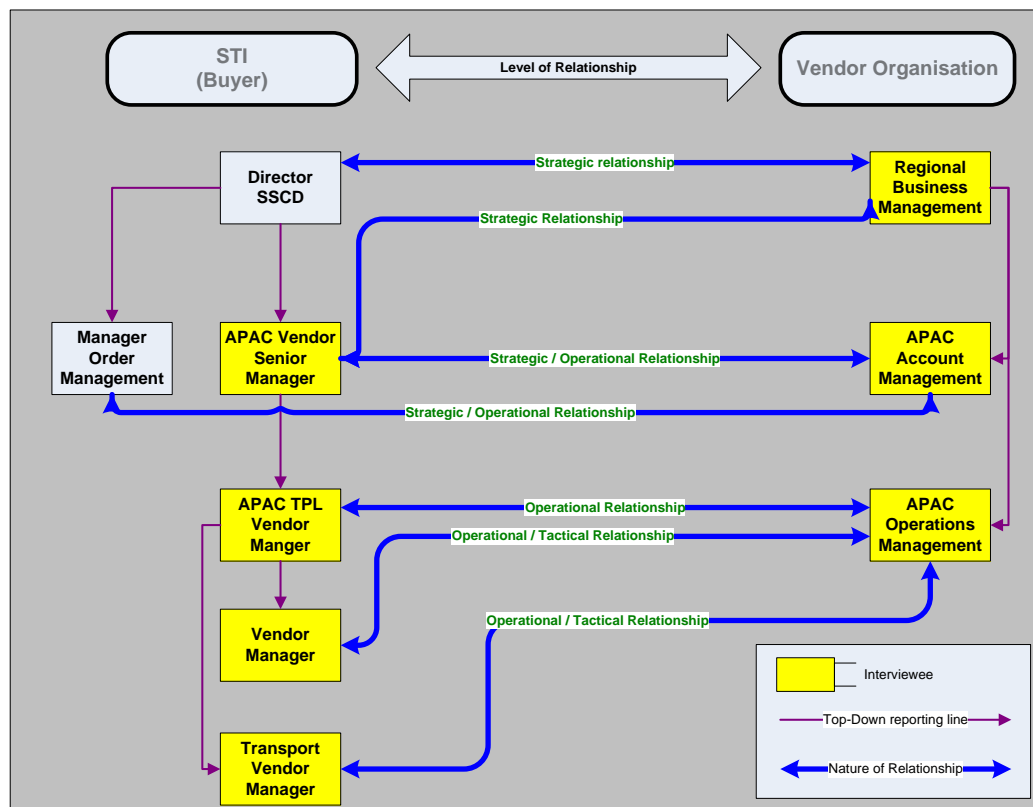 STI
(Buyer)
Level of Relationship
Vendor Organisation
Director
SSCD
Strategic relationship
Regional
Business
Management
Strategic Relationship
Manager
Order
Management
APAC Vendor
Senior
Manager
Strategic / Operational Relationship
APAC
Account
Management
Strategic / Operational Relationship
APAC TPL
Vendor
Manger
Operational Relationship
APAC
Operations
Management
Operational / Tactical Relationship
Vendor
Manager
Operational / Tactical Relationship
Transport
Vendor
Manager
Interviewee
Top-Down reporting line
Nature of Relationship